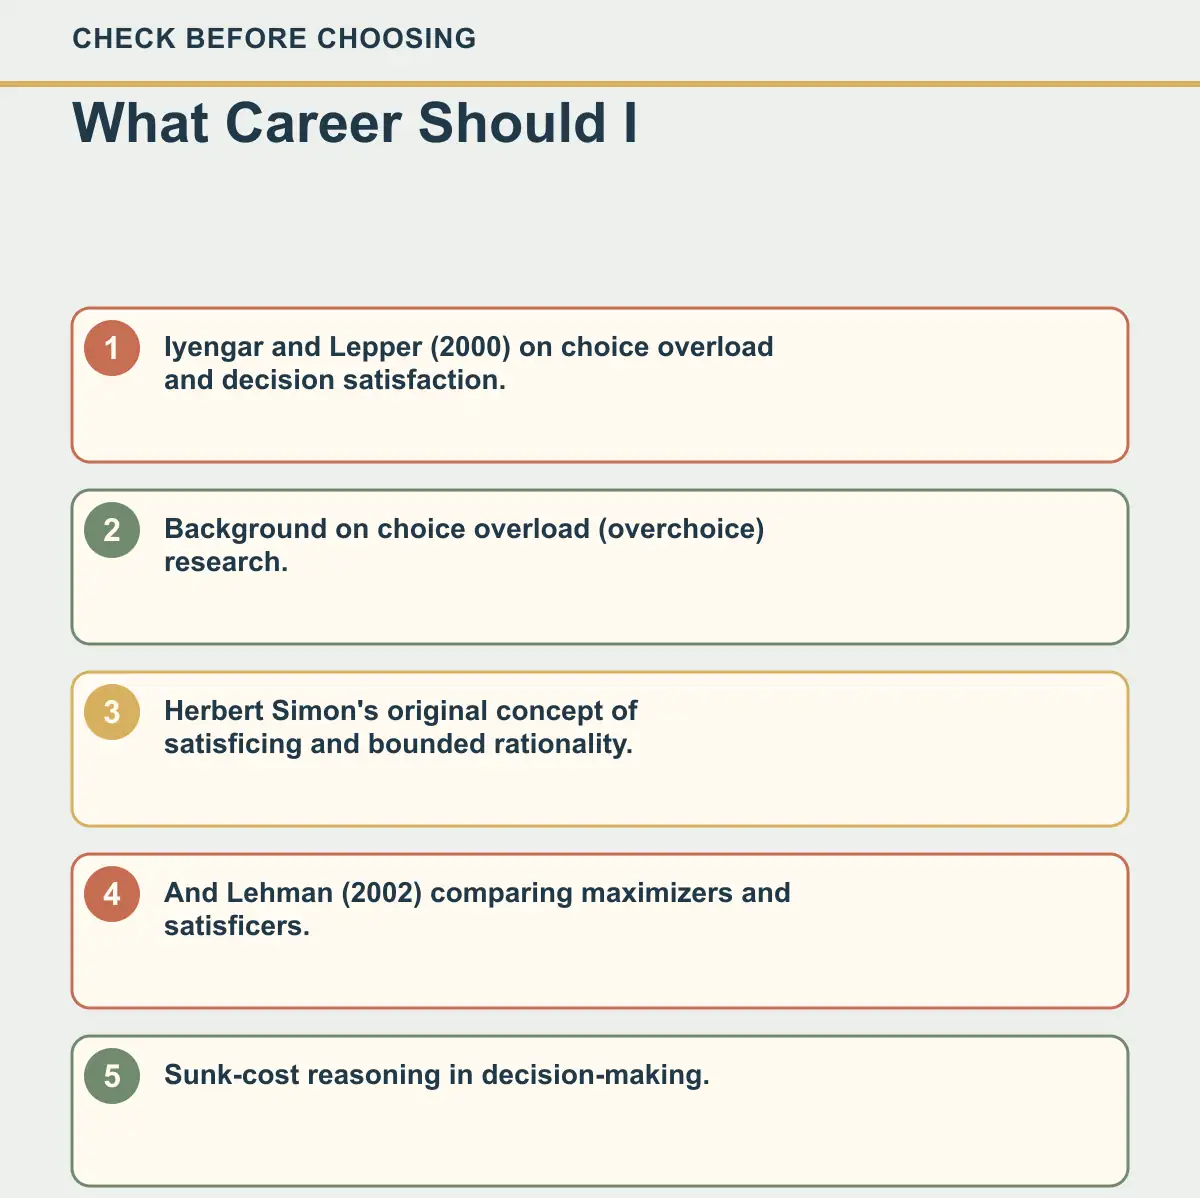 CHECK BEFORE CHOOSING
What Career Should I
1
Iyengar and Lepper (2000) on choice overload
and decision satisfaction.
2
Background on choice overload (overchoice)
research.
3
Herbert Simon's original concept of
satisficing and bounded rationality.
4
And Lehman (2002) comparing maximizers and
satisficers.
5
Sunk-cost reasoning in decision-making.